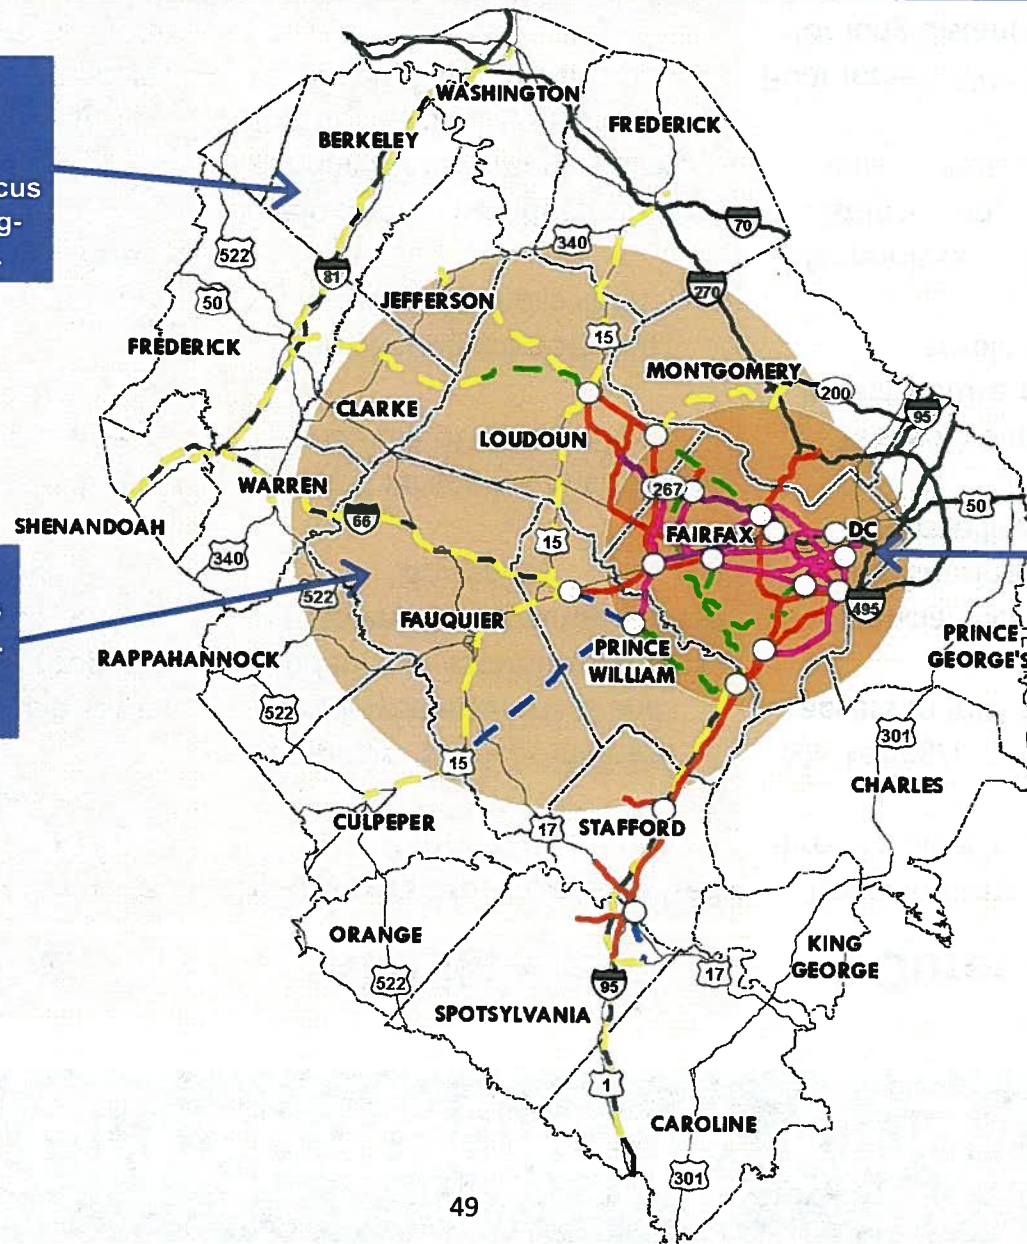 WASHINGTON
FREDERICK
BERKELEY
cus
g-
.
70
522
340
81
270
50
JEFFERSON
15
FREDERICK
MONTGOMERY
200
95
CLARKE
LOUDOUN
WARREN
267
50
SHENANDOAH
66
FAIRFAX
DC
15
340
522
495
FAUQUIER
PRINCE
WILLIAM
PRINCE
GEORGE'S
RAPPAHANNOCK
522
301
15
CHARLES
CULPEPER
17
STAFFORD
ORANGE
KING
GEORGE
522
17
95
SPOTSYLVANIA
1
CAROLINE
301
49